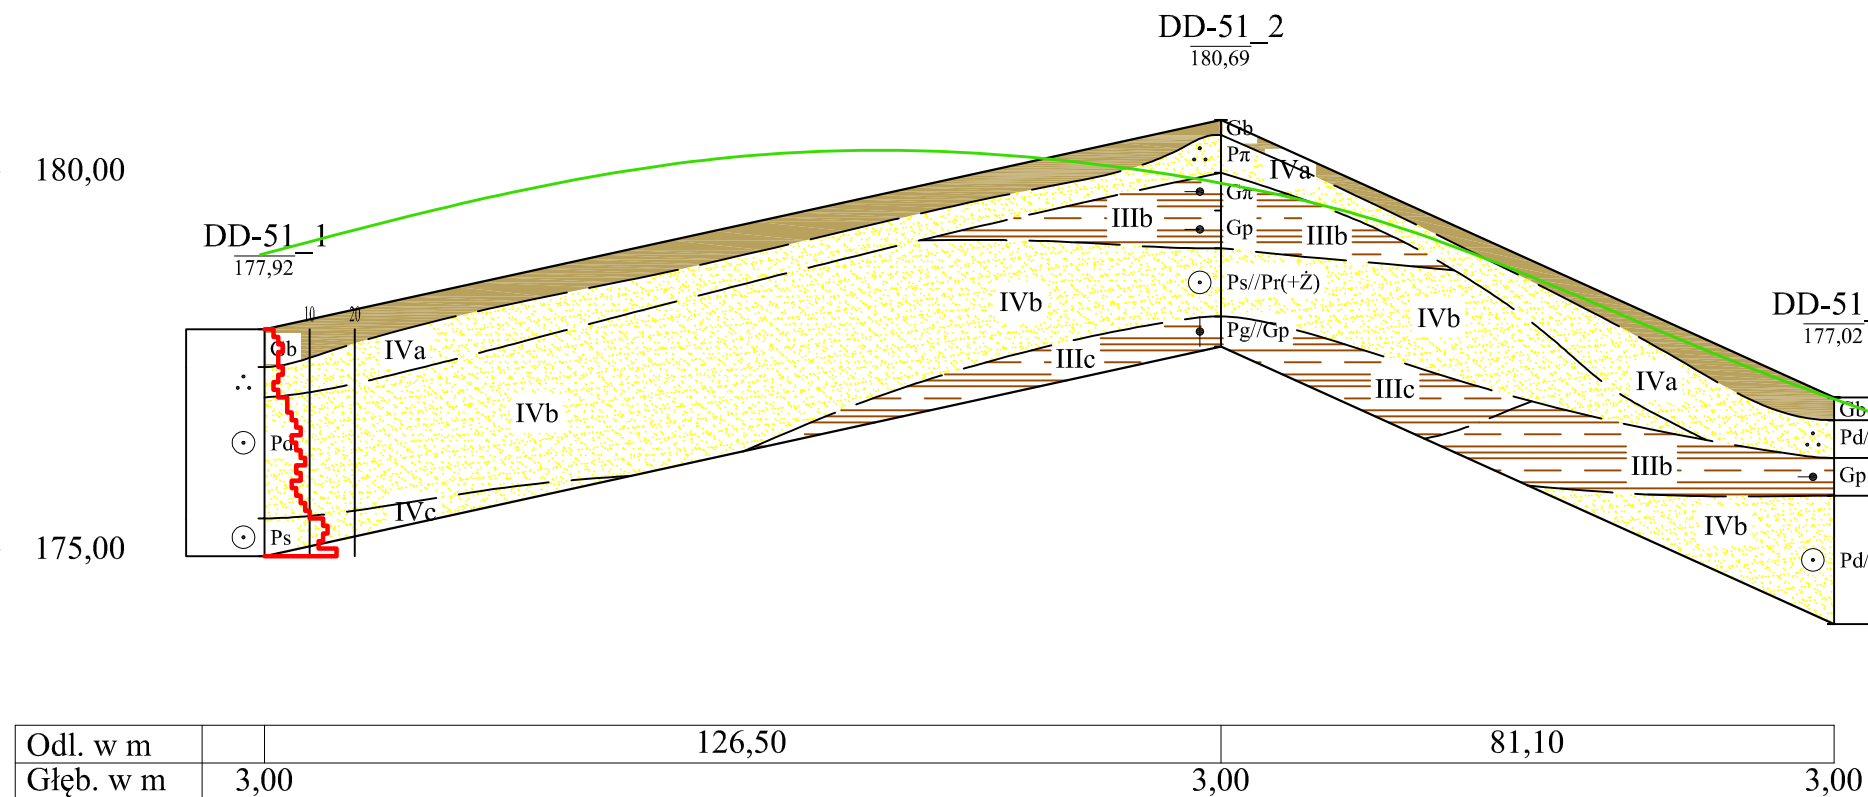 DD-51_2
180,69
180,00
DD-51_1
177,92
DD-51_
177,02
10
20
Gb
Pπ
IVa
Gπ
IIIb
Gp
IIIb
Ps//Pr(+Ż)
IVb
IVb
Pg//Gp
IIIc
IIIc
Gb
IVa
IVa
Gb
IVb
Pd
Pd/
IIIb
Gp
IVc
Ps
IVb
175,00
Pd/
Odl. w m 126,50 81,10
Głęb. w m 3,00 3,00 3,00